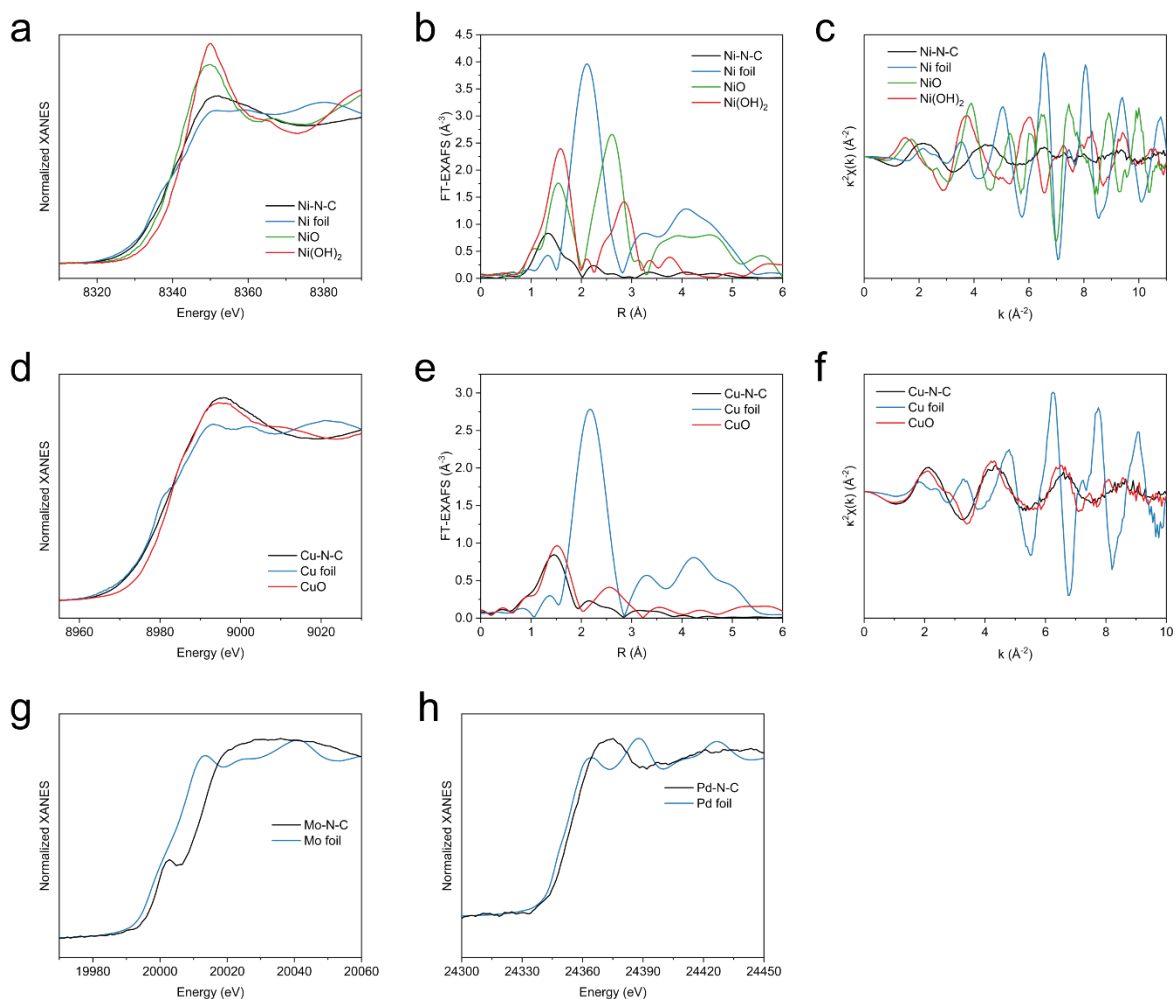 a
Normalized XANES
Ni-N-C
Ni foil
NiO
Ni(OH)₂
8320 8340 8360 8380
Energy (eV)
b
FT-EXAFS (Å⁻³)
4.5
4.0
3.5
3.0
2.5
2.0
1.5
1.0
0.5
0.0
Ni-N-C
Ni foil
NiO
Ni(OH)₂
0 1 2 3 4 5 6
R (Å)
c
κ²χ(k) (Å⁻²)
Ni-N-C
Ni foil
NiO
Ni(OH)₂
0 2 4 6 8 10
k (Å⁻²)
d
Normalized XANES
Cu-N-C
Cu foil
CuO
8960 8980 9000 9020
Energy (eV)
e
FT-EXAFS (Å⁻³)
3.0
2.5
2.0
1.5
1.0
0.5
0.0
Cu-N-C
Cu foil
CuO
0 1 2 3 4 5 6
R (Å)
f
κ²χ(k) (Å⁻²)
Cu-N-C
Cu foil
CuO
0 2 4 6 8 10
k (Å⁻²)
g
Normalized XANES
Mo-N-C
Mo foil
19980 20000 20020 20040 20060
Energy (eV)
h
Normalized XANES
Pd-N-C
Pd foil
24300 24330 24360 24390 24420 24450
Energy (eV)